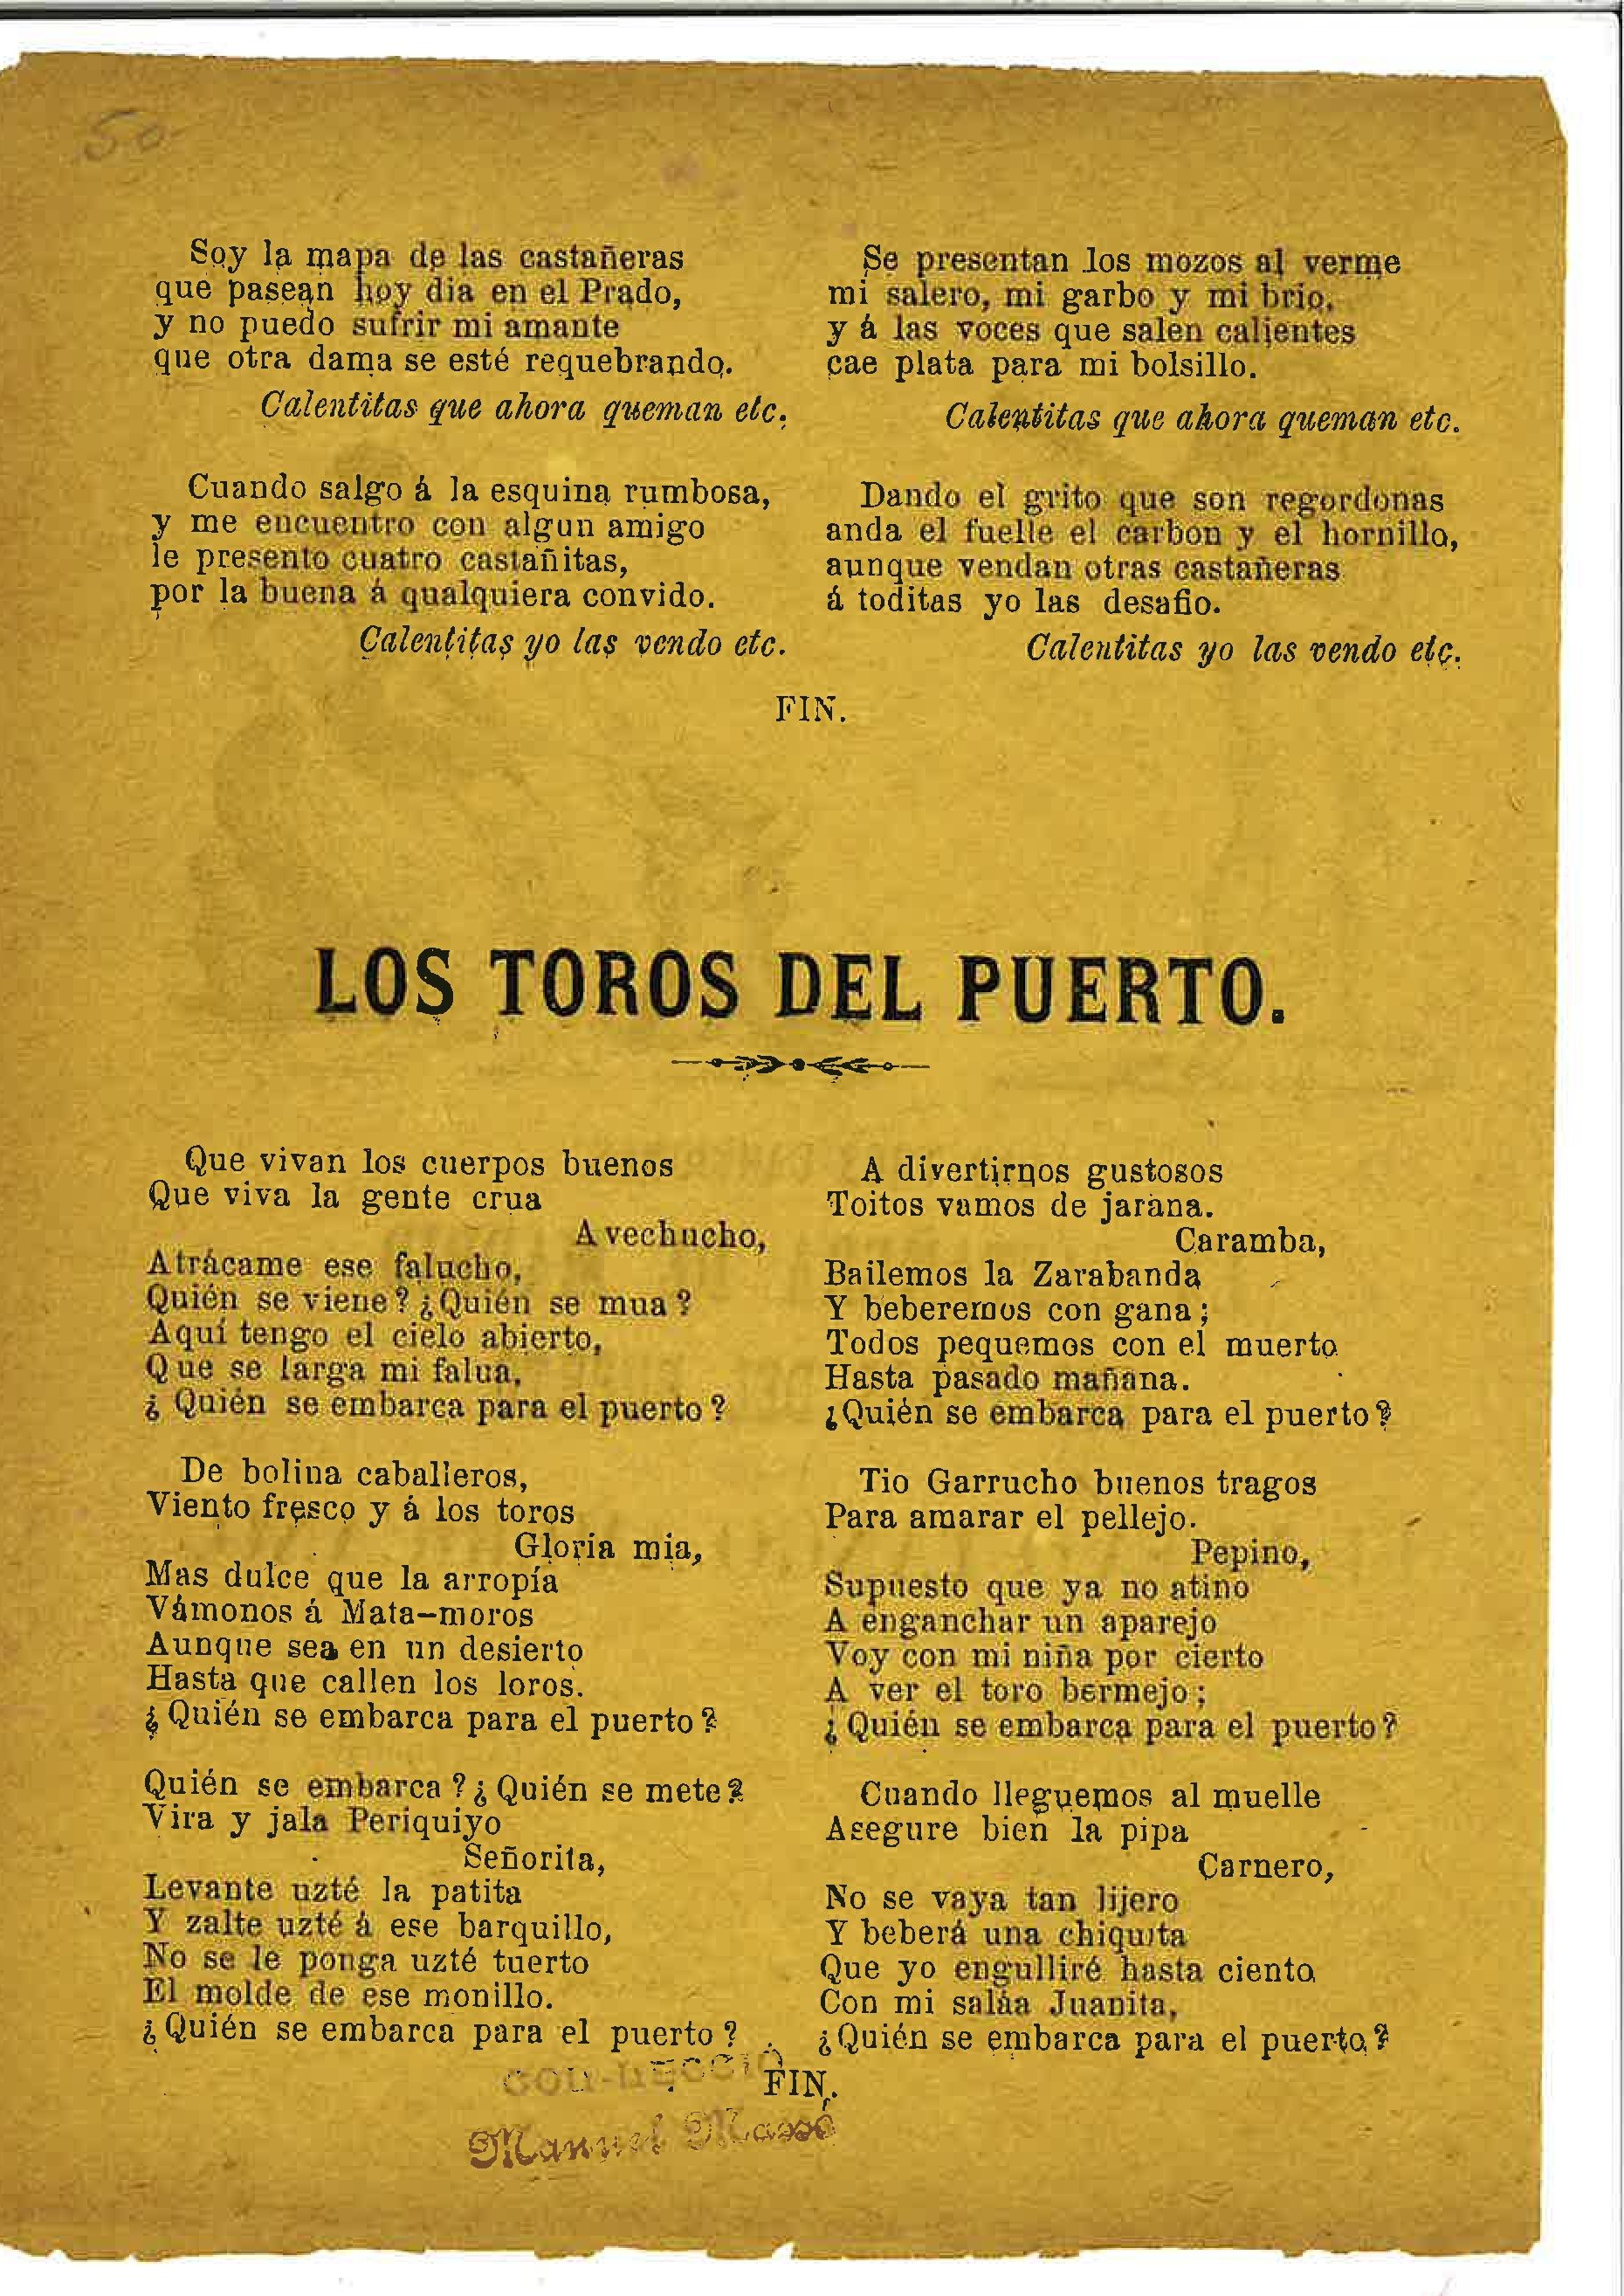 50
Soy la mapa de las castañeras
que pasean hoy dia en el Prado,
y no puedo sufrir mi amante
que otra dama se esté requebrando.
Calentitas que ahora queman etc.
Cuando salgo á la esquina rumbosa,
y me encuentro con algun amigo
le presento cuatro castañitas,
por la buena á qualquiera convido.
Calentitas yo las vendo etc.
Se presentan los mozos al verme
mi salero, mi garbo y mi brio,
y á las voces que salen calientes
cae plata para mi bolsillo.
Calentitas que ahora queman etc.
Dando el grito que son regordonas
anda el fuelle el carbon y el hornillo,
aunque vendan otras castañeras
á toditas yo las desafio.
Calentitas yo las vendo etc.
FIN.
LOS TOROS DEL PUERTO.
Que vivan los cuerpos buenos
Que viva la gente crua
Avechucho,
Atrácame ese falucho,
Quién se viene? ¿Quién se mua?
Aquí tengo el cielo abierto,
Que se larga mi falua,
¿Quién se embarca para el puerto?
De bolina caballeros,
Viento fresco y á los toros
Gloria mia,
Mas dulce que la arropía
Vámonos á Mata-moros
Aunque sea en un desierto
Hasta que callen los loros.
¿Quién se embarca para el puerto?
Quién se embarca? ¿Quién se mete?
Vira y jala Periquiyo
Señorita,
Levante uzté la patita
Y zalte uzté á ese barquillo,
No se le ponga uzté tuerto
El molde de ese monillo.
¿Quién se embarca para el puerto?
A divertirnos gustosos
Toitos vamos de jarana.
Caramba,
Bailemos la Zarabanda
Y beberemos con gana;
Todos pequemos con el muerto
Hasta pasado mañana.
¿Quién se embarca para el puerto?
Tio Garrucho buenos tragos
Para amarar el pellejo.
Pepino,
Supuesto que ya no atino
A enganchar un aparejo
Voy con mi niña por cierto
A ver el toro bermejo;
¿Quién se embarca para el puerto?
Cuando lleguemos al muelle
Asegure bien la pipa
Carnero,
No se vaya tan lijero
Y beberá una chiquita
Que yo engulliré hasta ciento
Con mi saláa Juanita,
¿Quién se embarca para el puerto?
FIN.
Manuel Massó